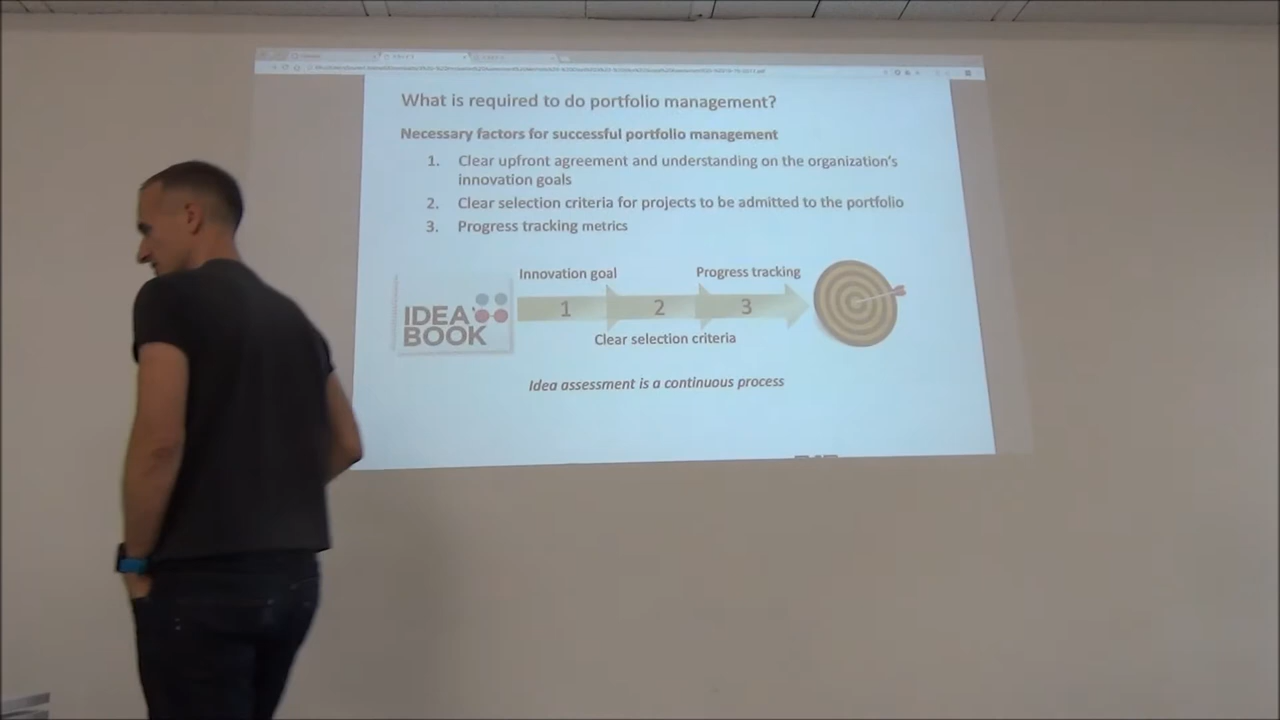 What is required to do portfolio management?
Necessary factors for successful portfolio management
1. Clear upfront agreement and understanding on the organization's
innovation goals
2. Clear selection criteria for projects to be admitted to the portfolio
3. Progress tracking metrics
Innovation goal
Progress tracking
IDEA
BOOK
1
2
3
Clear selection criteria
Idea assessment is a continuous process